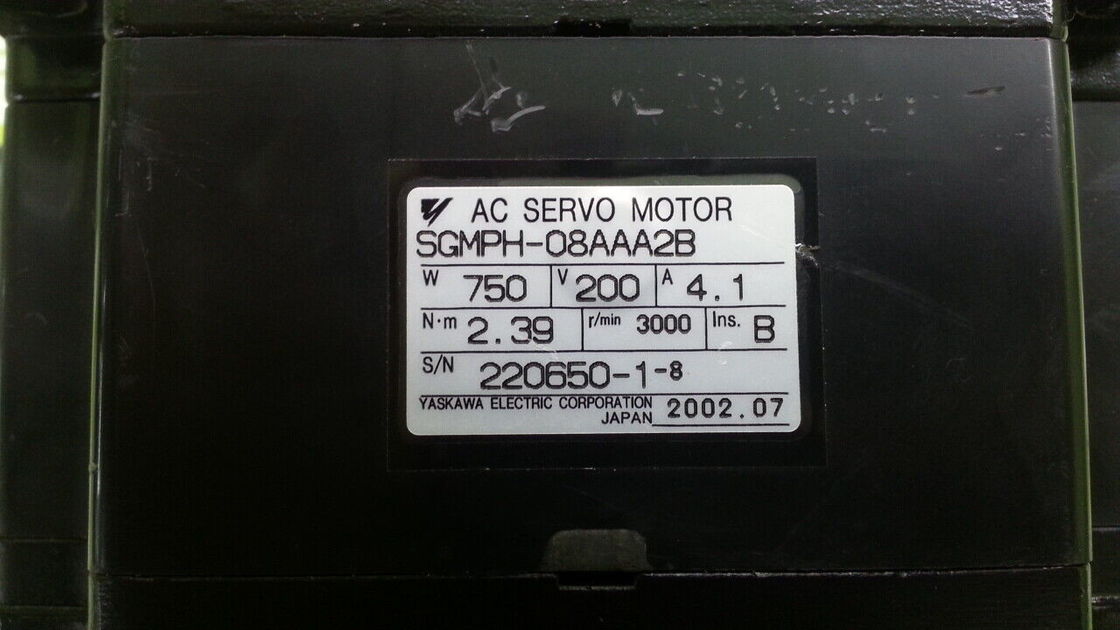 AC SERVO MOTOR
SGMPH-08AAA2B
W 750 V 200 A 4.1
N·m 2.39 r/min 3000 Ins. B
S/N 220650-1-8
YASKAWA ELECTRIC CORPORATION
JAPAN 2002.07